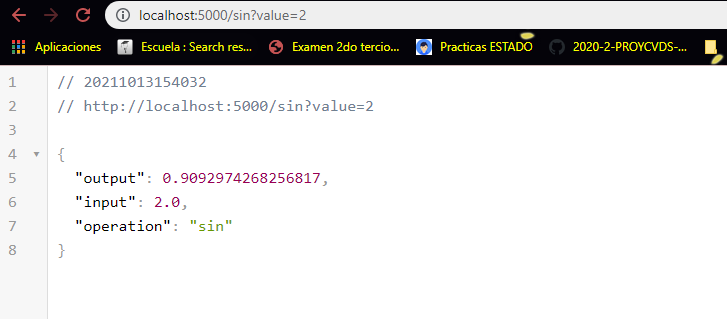 localhost:5000/sin?value=2
Aplicaciones Escuela : Search res... Examen 2do tercio... Practicas ESTADO 2020-2-PROYCVDS-...
1 // 20211013154032
2 // http://localhost:5000/sin?value=2
3
4 {
5 "output": 0.9092974268256817,
6 "input": 2.0,
7 "operation": "sin"
8 }